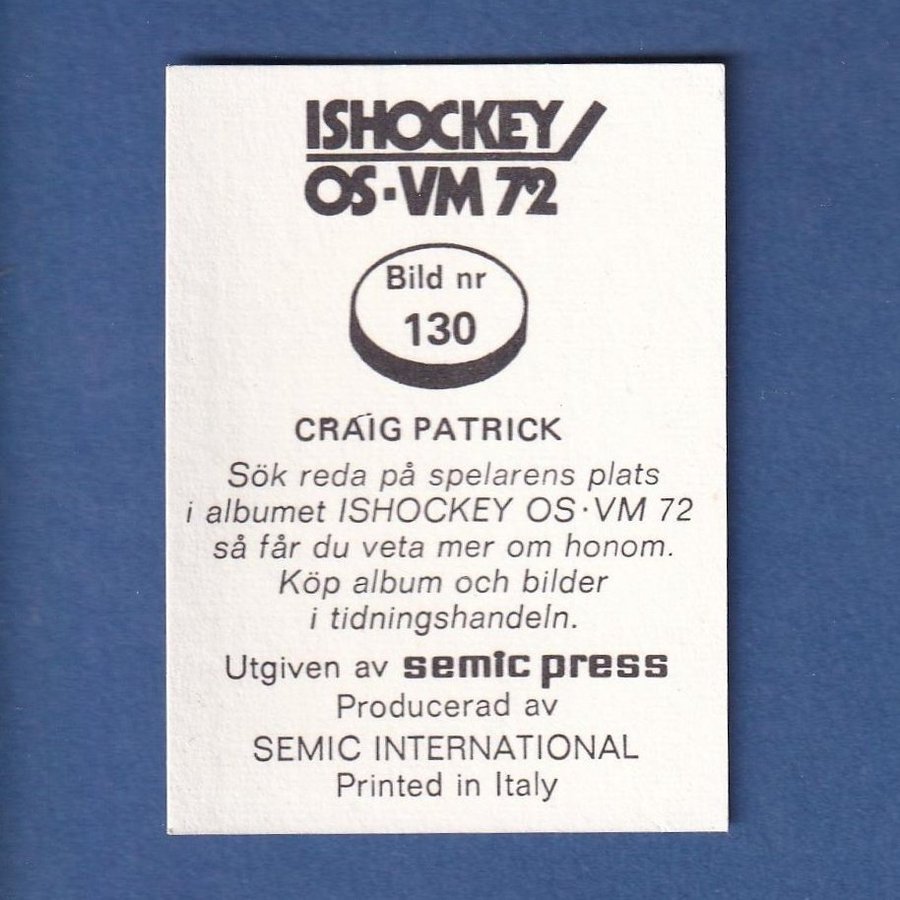 ISHOCKEY
OS·VM 72
Bild nr
130
CRAIG PATRICK
Sök reda på spelarens plats
i albumet ISHOCKEY OS·VM 72
så får du veta mer om honom.
Köp album och bilder
i tidningshandeln.
Utgiven av semic press
Producerad av
SEMIC INTERNATIONAL
Printed in Italy